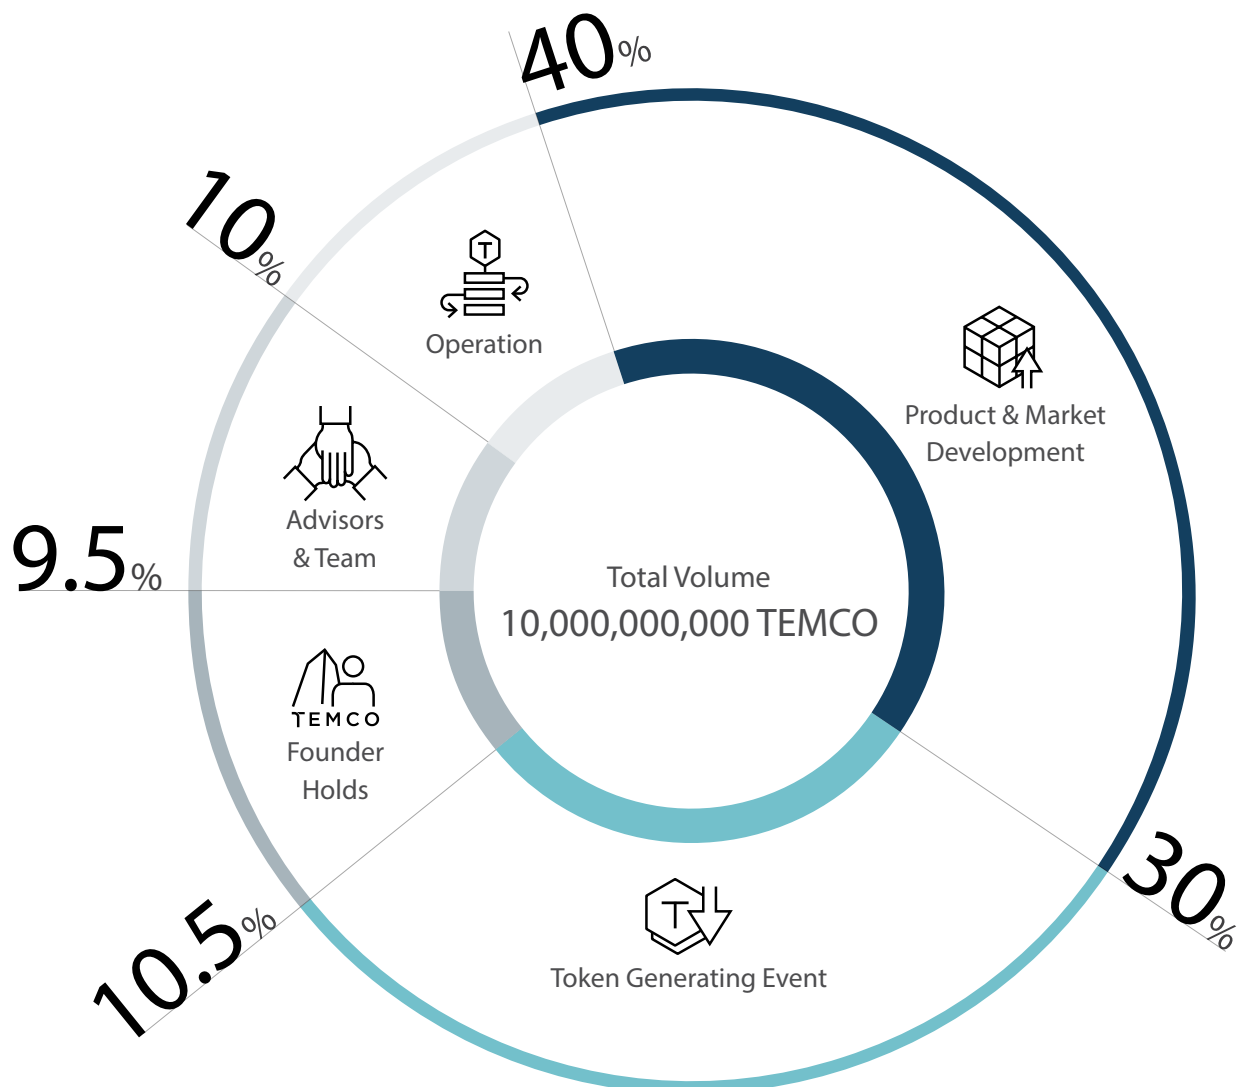 40%
10%
T
Operation
Product & Market
Development
Advisors
& Team
9.5%
Total Volume
10,000,000,000 TEMCO
TEMCO
Founder
Holds
30%
10.5%
T
Token Generating Event